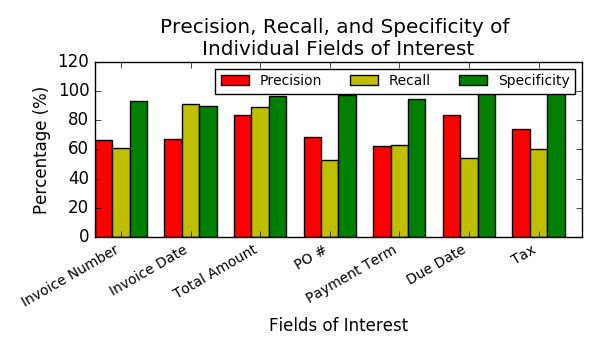 Precision, Recall, and Specificity of
Individual Fields of Interest
Precision Recall Specificity
Percentage (%)
120
100
80
60
40
20
0
Invoice Number
Invoice Date
Total Amount
PO #
Payment Term
Due Date
Tax
Fields of Interest